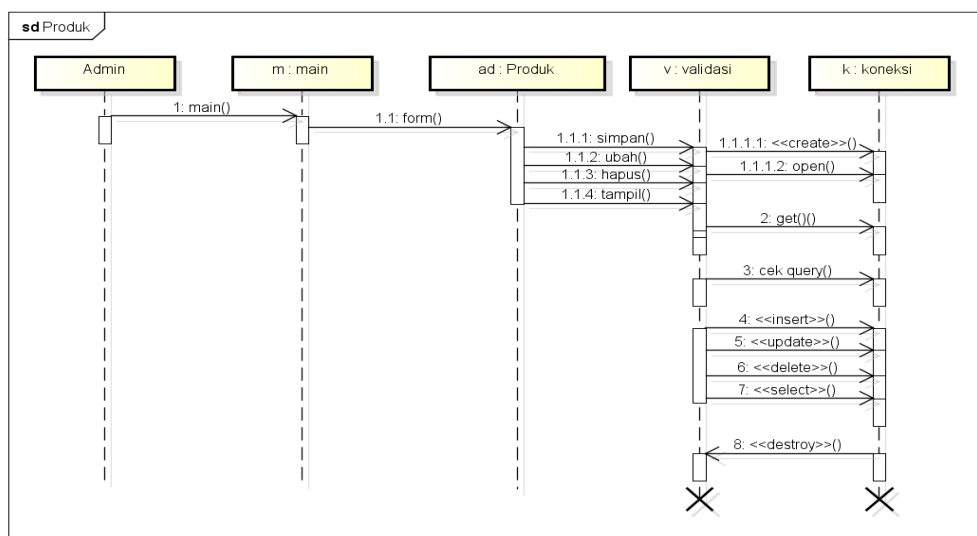 sd Produk
Admin
m : main
ad : Produk
v : validasi
k : koneksi
1: main()
1.1: form()
1.1.1: simpan()
1.1.1.1: <<create>>()
1.1.2: ubah()
1.1.1.2: open()
1.1.3: hapus()
1.1.4: tampil()
2: get()()
3: cek query()
4: <<insert>>()
5: <<update>>()
6: <<delete>>()
7: <<select>>()
8: <<destroy>>()